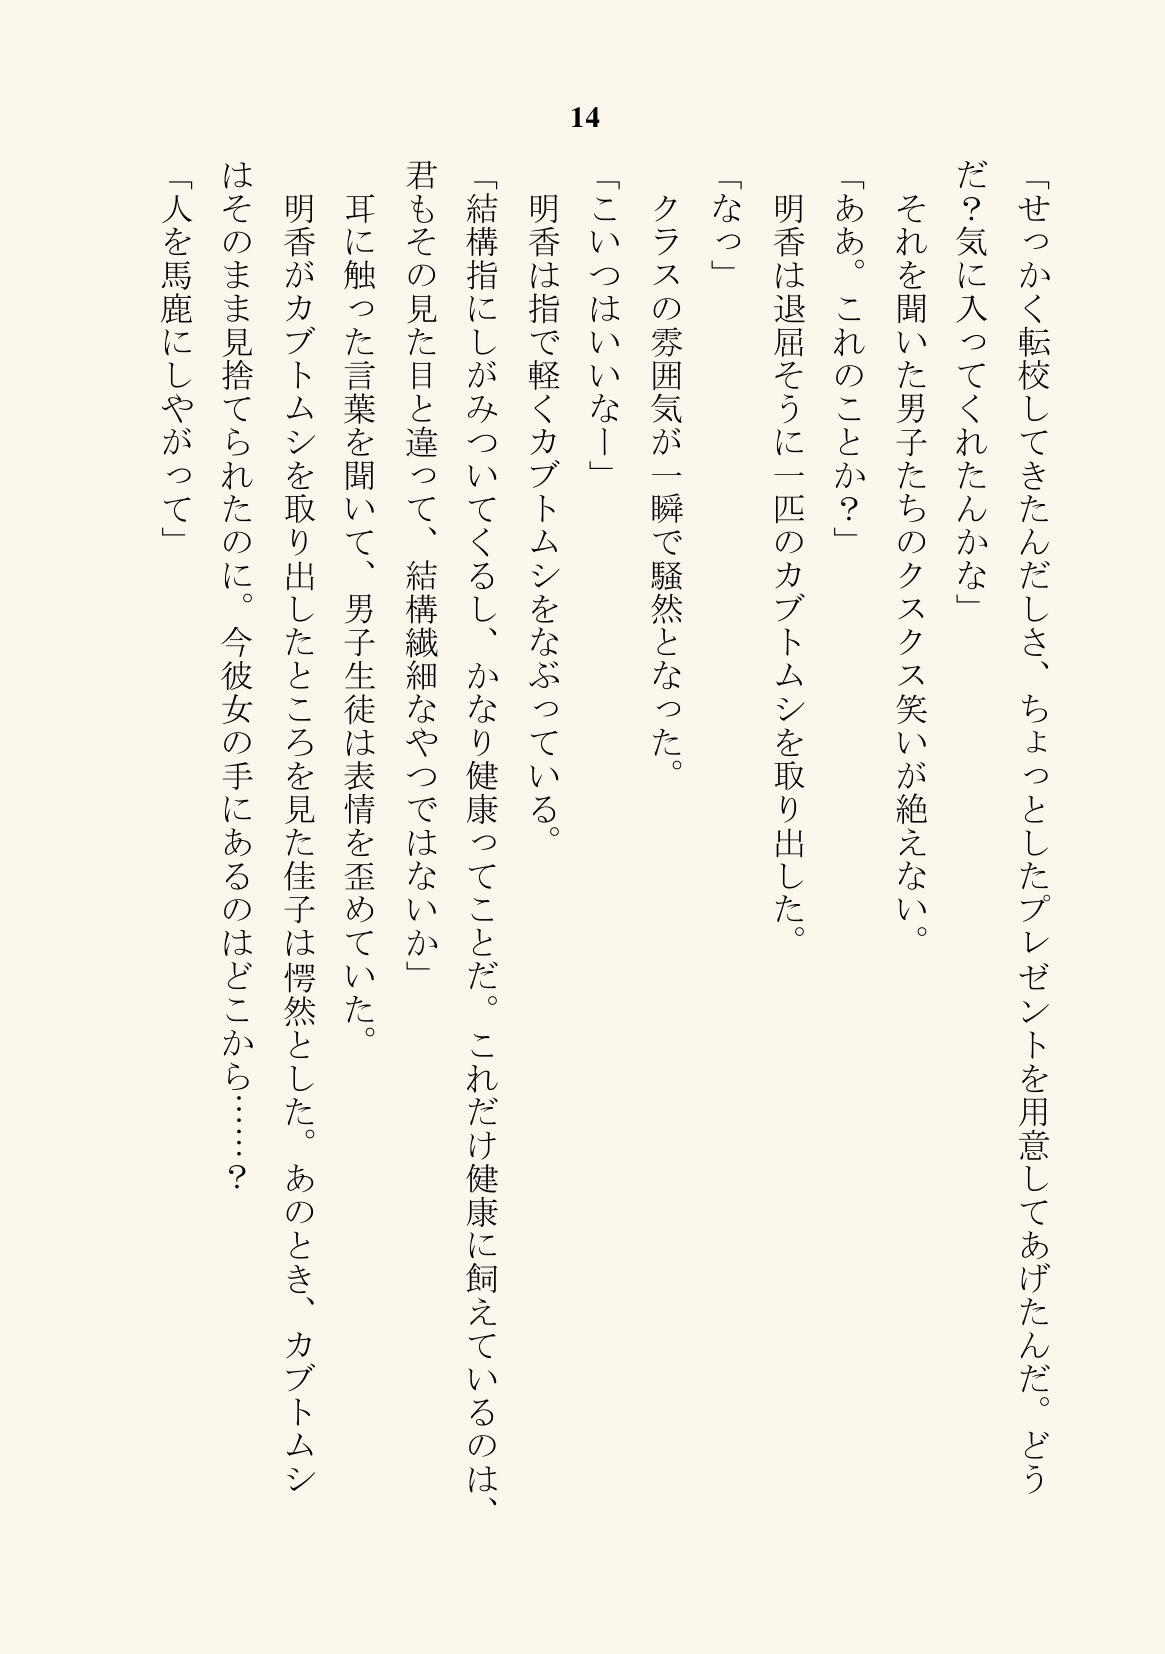 14
「せっかく転校してきたんだしさ、ちょっとしたプレゼントを用意してあげたんだ。どう
だ？気に入ってくれたんかな」
それを聞いた男子たちのクスクス笑いが絶えない。
「ああ。これのことか？」
明香は退屈そうに一匹のカブトムシを取り出した。
「なっ」
クラスの雰囲気が一瞬で騒然となった。
「こいつはいいなー」
明香は指で軽くカブトムシをなぶっている。
「結構指にしがみついてくるし、かなり健康ってことだ。これだけ健康に飼えているのは、
君もその見た目と違って、結構繊細なやつではないか」
耳に触った言葉を聞いて、男子生徒は表情を歪めていた。
明香がカブトムシを取り出したところを見た佳子は愕然とした。あのとき、カブトムシ
はそのまま見捨てられたのに。今彼女の手にあるのはどこから……？
「人を馬鹿にしやがって」